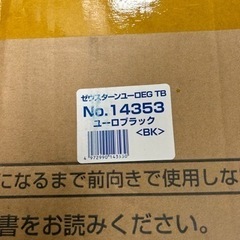 ゼウスターンユーロEG TB
No.14353
ユーロブラック
<BK>
4972990143530
になるまで前向きで使用しな
書をお読みください。